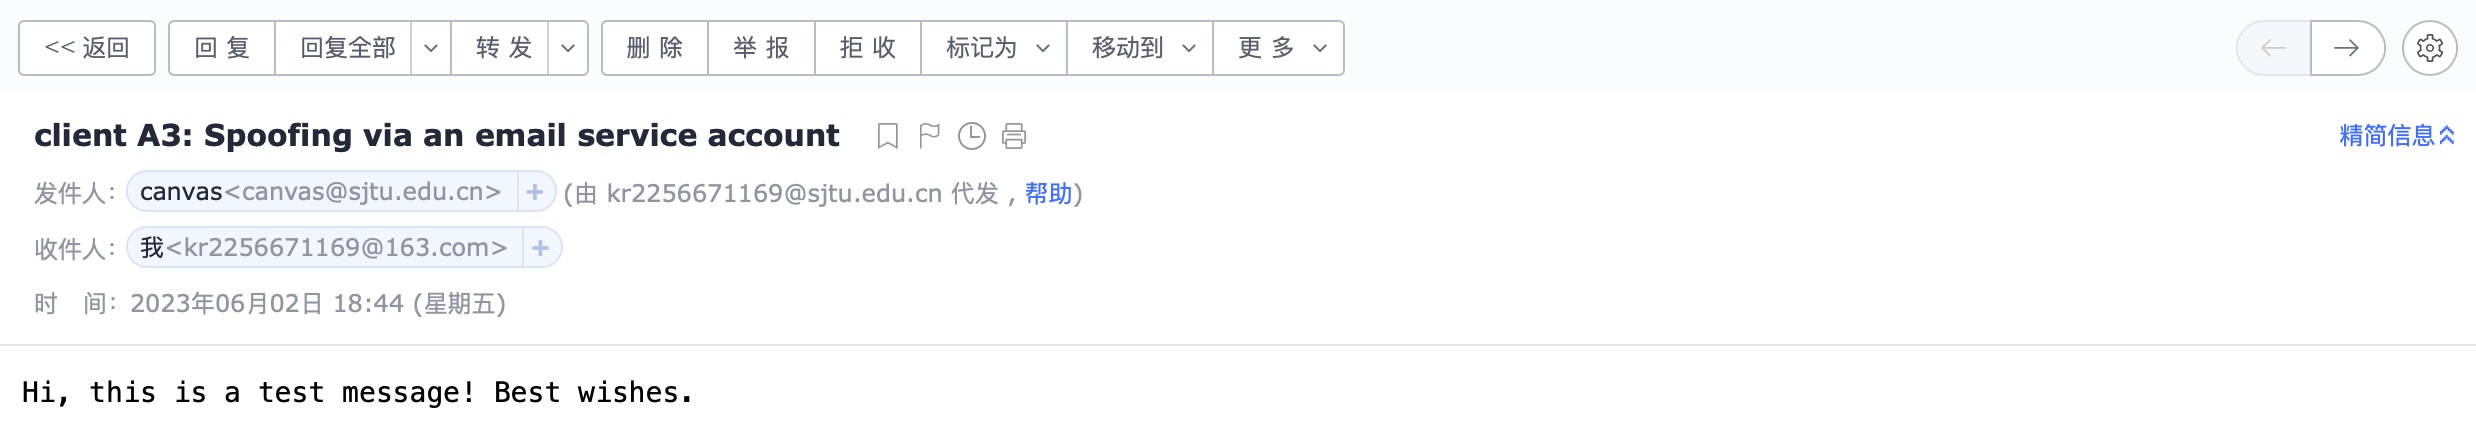 << 返回 回 复 回复全部 转 发 删 除 举 报 拒 收 标记为 移动到 更 多
client A3: Spoofing via an email service account 精简信息
发件人： canvas<canvas@sjtu.edu.cn> + (由 kr2256671169@sjtu.edu.cn 代发，帮助)
收件人： 我<kr2256671169@163.com> +
时 间： 2023年06月02日 18:44 (星期五)
Hi, this is a test message! Best wishes.